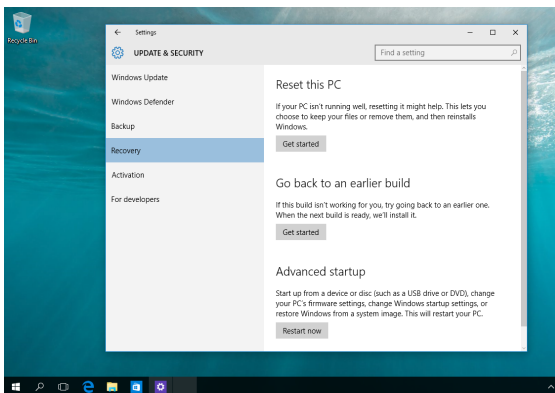 Recycle Bin
Settings
UPDATE & SECURITY
Find a setting
Windows Update
Windows Defender
Backup
Recovery
Activation
For developers
Reset this PC
If your PC isn't running well, resetting it might help. This lets you
choose to keep your files or remove them, and then reinstalls
Windows.
Get started
Go back to an earlier build
If this build isn't working for you, try going back to an earlier one.
When the next build is ready, we'll install it.
Get started
Advanced startup
Start up from a device or disc (such as a USB drive or DVD), change
your PC's firmware settings, change Windows startup settings, or
restore Windows from a system image. This will restart your PC.
Restart now